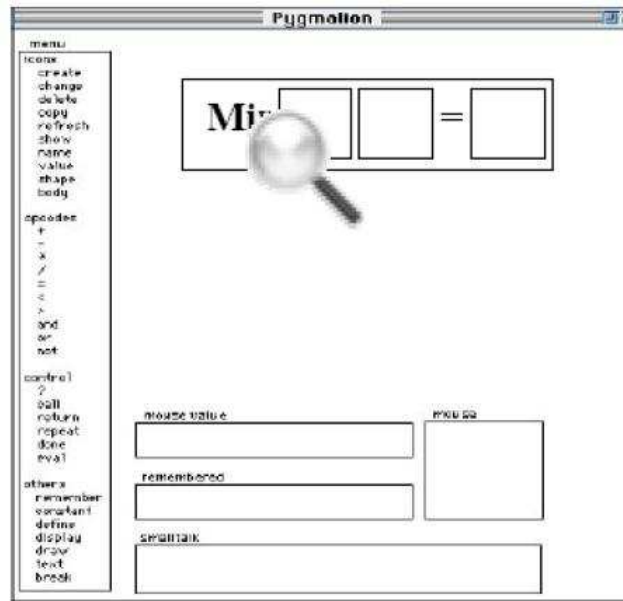 Pygmalion
menu
icons
create
change
delete
copy
refresh
show
name
value
shape
body
opcodes
+
-
*
/
=
<
>
and
or
not
control
?
call
return
repeat
done
eval
others
remember
constant
define
display
draw
text
break
=
mouse value
mouse
remembered
smalltalk